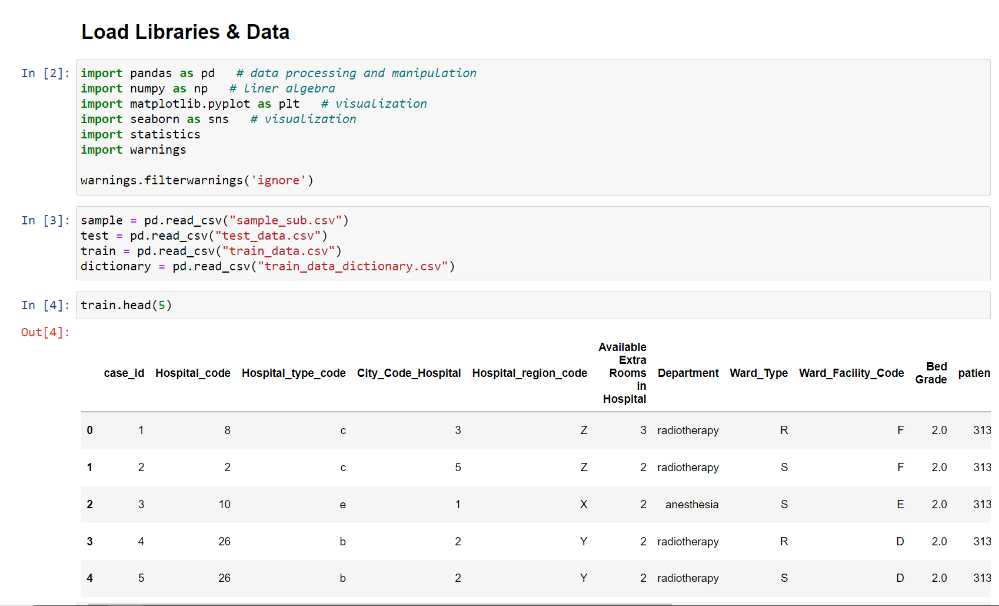 Load Libraries & Data
In [2]:
import pandas as pd # data processing and manipulation
import numpy as np # liner algebra
import matplotlib.pyplot as plt # visualization
import seaborn as sns # visualization
import statistics
import warnings
warnings.filterwarnings('ignore')
In [3]:
sample = pd.read_csv("sample_sub.csv")
test = pd.read_csv("test_data.csv")
train = pd.read_csv("train_data.csv")
dictionary = pd.read_csv("train_data_dictionary.csv")
In [4]:
train.head(5)
Out[4]:
case_id Hospital_code Hospital_type_code City_Code_Hospital Hospital_region_code Available Extra Rooms in Hospital Department Ward_Type Ward_Facility_Code Bed Grade patien
0 1 8 c 3 Z 3 radiotherapy R F 2.0 313
1 2 2 c 5 Z 2 radiotherapy S F 2.0 313
2 3 10 e 1 X 2 anesthesia S E 2.0 313
3 4 26 b 2 Y 2 radiotherapy R D 2.0 313
4 5 26 b 2 Y 2 radiotherapy S D 2.0 313